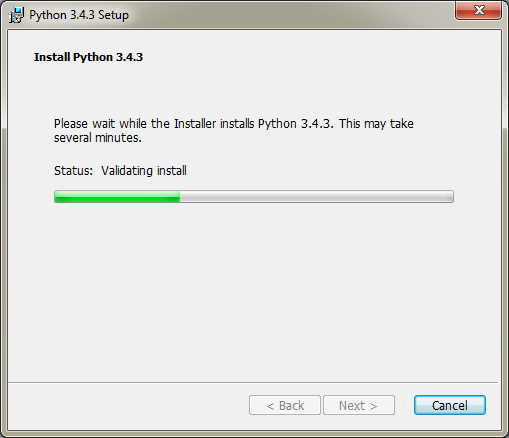 Python 3.4.3 Setup
Install Python 3.4.3
Please wait while the Installer installs Python 3.4.3. This may take
several minutes.
Status: Validating install
< Back Next > Cancel